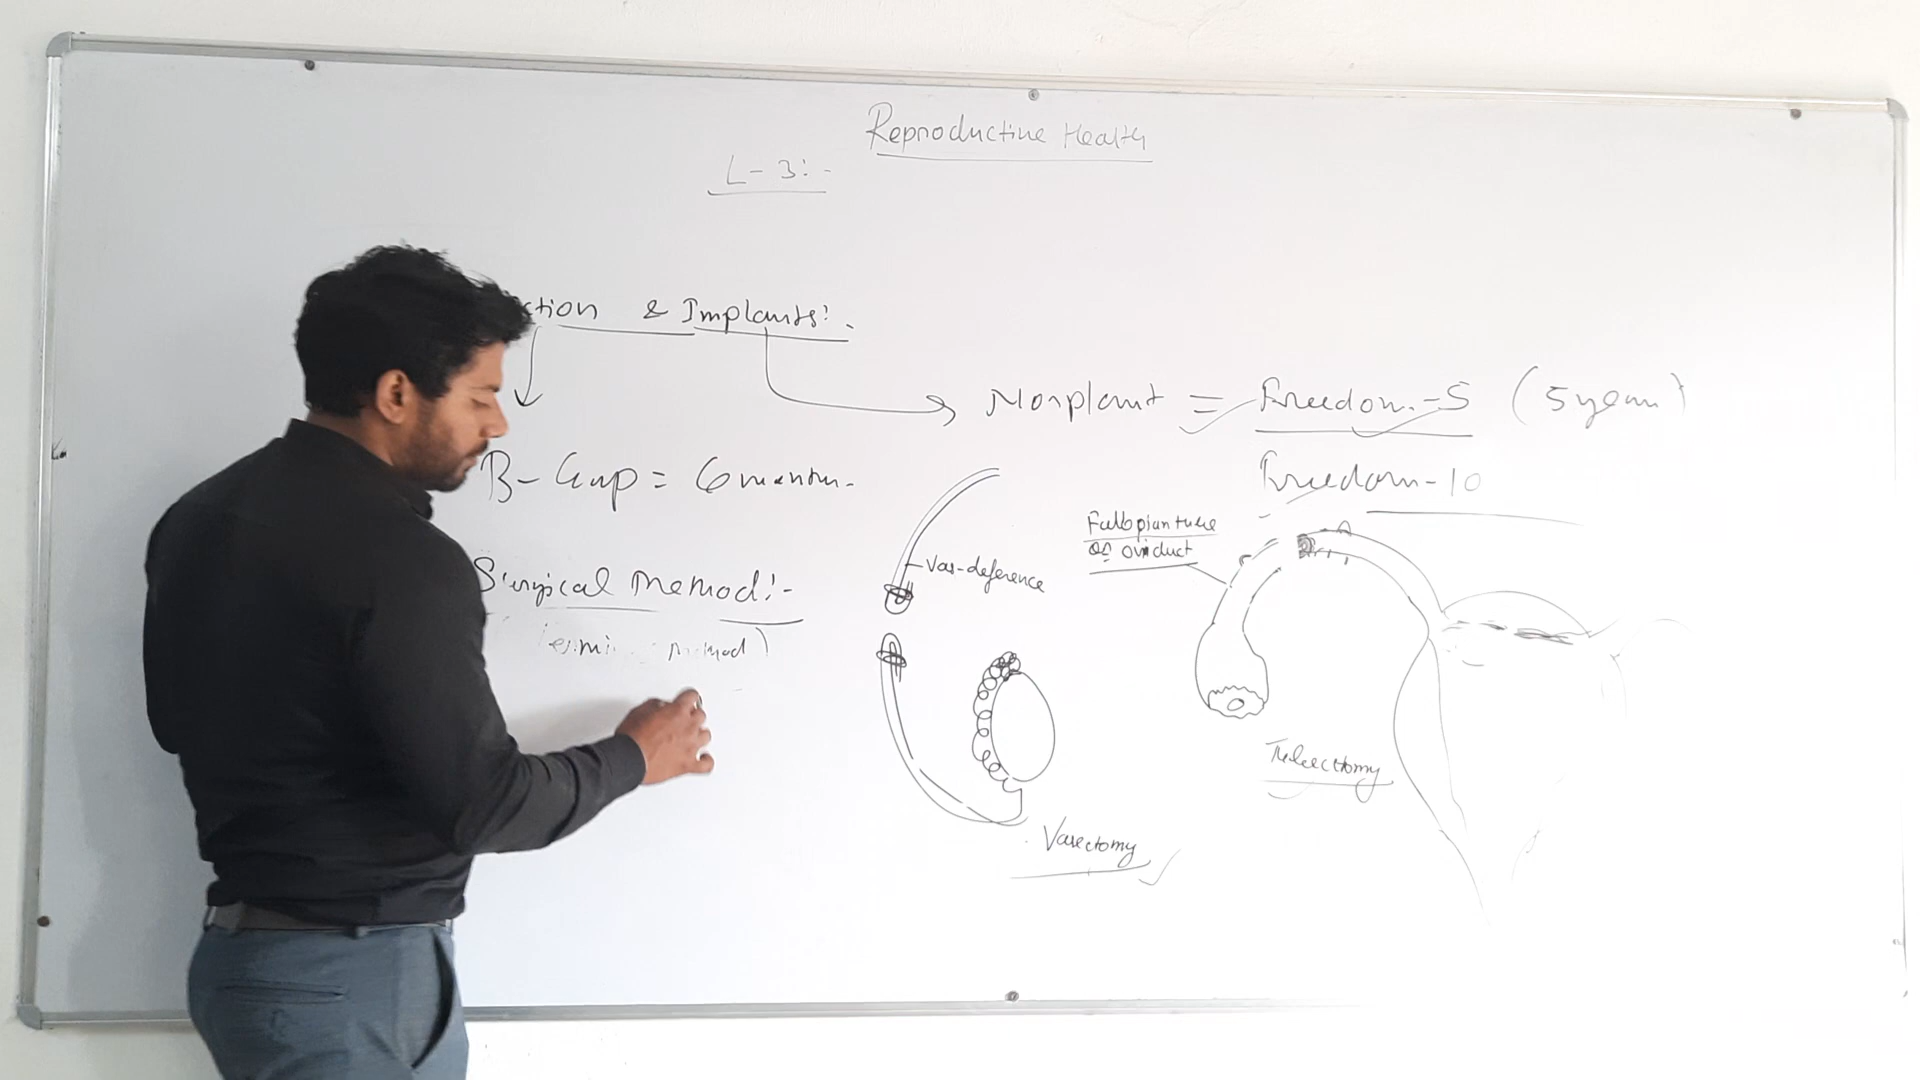 Reproductive Health
L-3:-
ction & Implants:.
Norplant = Freedom.-5 (5 year)
B-Gap = 6 months.
Freedom-10
Fallopian tube
or oviduct
Vas-deference
Surgical Method:-
Tubectomy
Vasectomy